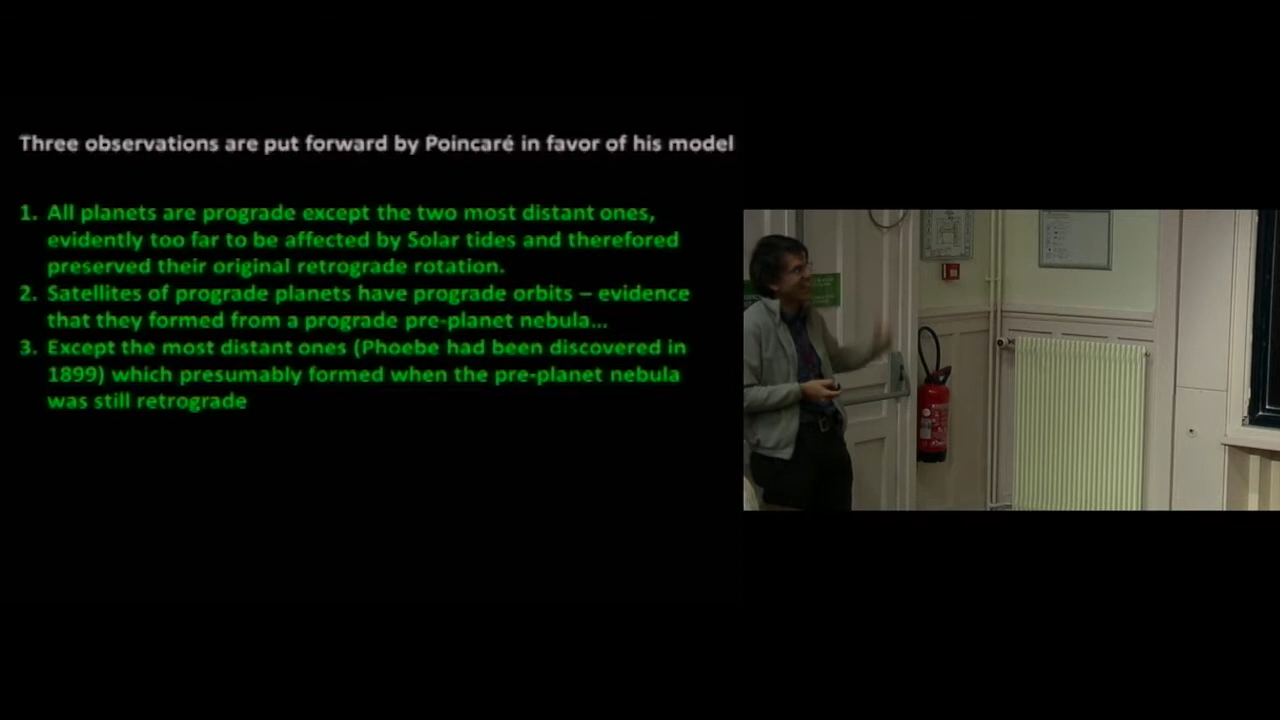 Three observations are put forward by Poincaré in favor of his model
1. All planets are prograde except the two most distant ones,
evidently too far to be affected by Solar tides and therefored
preserved their original retrograde rotation.
2. Satellites of prograde planets have prograde orbits – evidence
that they formed from a prograde pre-planet nebula...
3. Except the most distant ones (Phoebe had been discovered in
1899) which presumably formed when the pre-planet nebula
was still retrograde